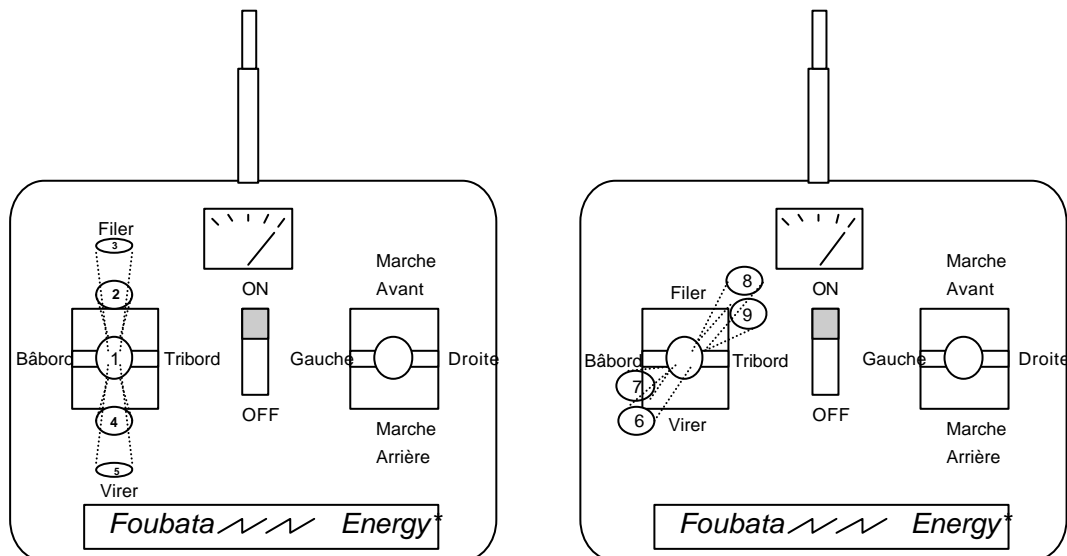 Filer
3
2
Bâbord 1 Tribord
4
5
Virer
ON
OFF
Marche
Avant
Gauche Droite
Marche
Arrière
Foubata Energy*
Filer
8
9
Bâbord Tribord
7
6
Virer
ON
OFF
Marche
Avant
Gauche Droite
Marche
Arrière
Foubata Energy*